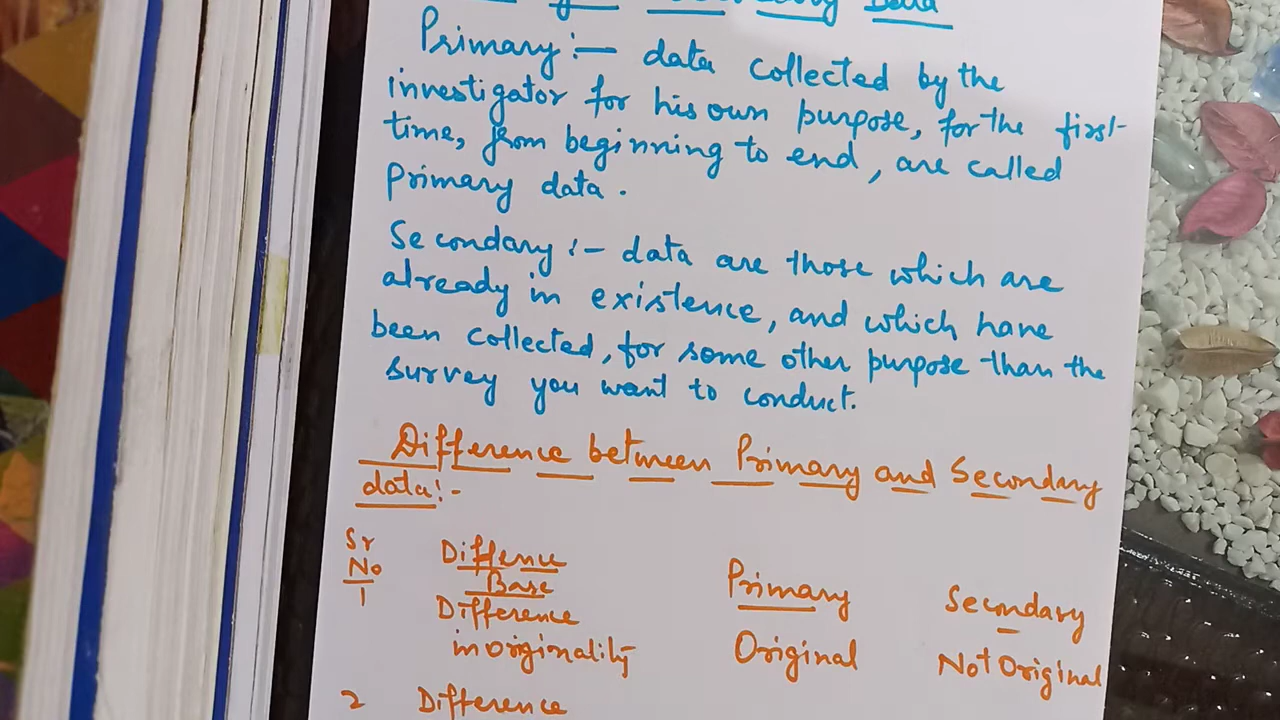 Data
Primary :- data collected by the
investigator for his own purpose, for the first-
time, from beginning to end, are called
primary data.
Secondary :- data are those which are
already in existence, and which have
been collected, for some other purpose than the
survey you want to conduct.
Difference between Primary and Secondary
data :-
Sr No Diffence Base Primary Secondary
1 Difference
in originality Original Not Original
2 Difference